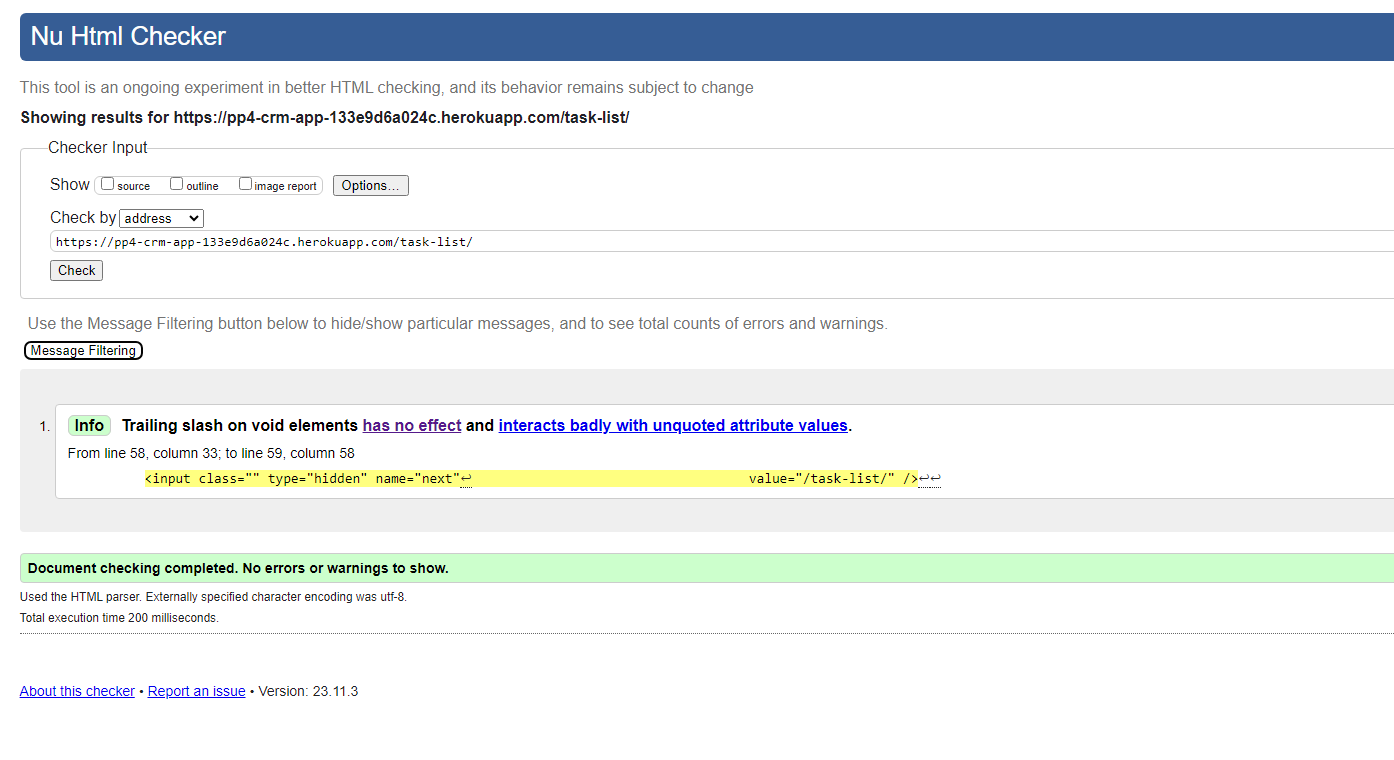 Nu Html Checker
This tool is an ongoing experiment in better HTML checking, and its behavior remains subject to change
Showing results for https://pp4-crm-app-133e9d6a024c.herokuapp.com/task-list/
Checker Input
Show source outline image report Options...
Check by address
https://pp4-crm-app-133e9d6a024c.herokuapp.com/task-list/
Check
Use the Message Filtering button below to hide/show particular messages, and to see total counts of errors and warnings.
Message Filtering
1. Info Trailing slash on void elements has no effect and interacts badly with unquoted attribute values.
From line 58, column 33; to line 59, column 58
<input class="" type="hidden" name="next"↩ value="/task-list/" />↩↩
Document checking completed. No errors or warnings to show.
Used the HTML parser. Externally specified character encoding was utf-8.
Total execution time 200 milliseconds.
About this checker • Report an issue • Version: 23.11.3